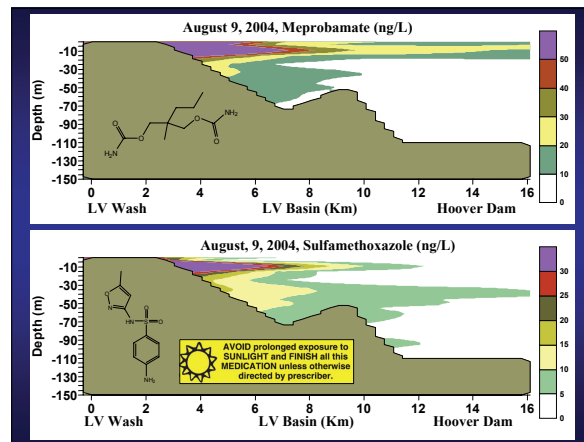 August 9, 2004, Meprobamate (ng/L)
Depth (m)
-10
-30
-50
-70
-90
-110
-130
-150
NH₂
O
O
O
O
H₂N
50
40
30
20
10
0
0 2 4 6 8 10 12 14 16
LV Wash LV Basin (Km) Hoover Dam
August, 9, 2004, Sulfamethoxazole (ng/L)
Depth (m)
-10
-30
-50
-70
-90
-110
-130
-150
O
N
HN
O
S
O
NH₂
AVOID prolonged exposure to
SUNLIGHT and FINISH all this
MEDICATION unless otherwise
directed by prescriber.
30
25
20
15
10
5
0
0 2 4 6 8 10 12 14 16
LV Wash LV Basin (Km) Hoover Dam